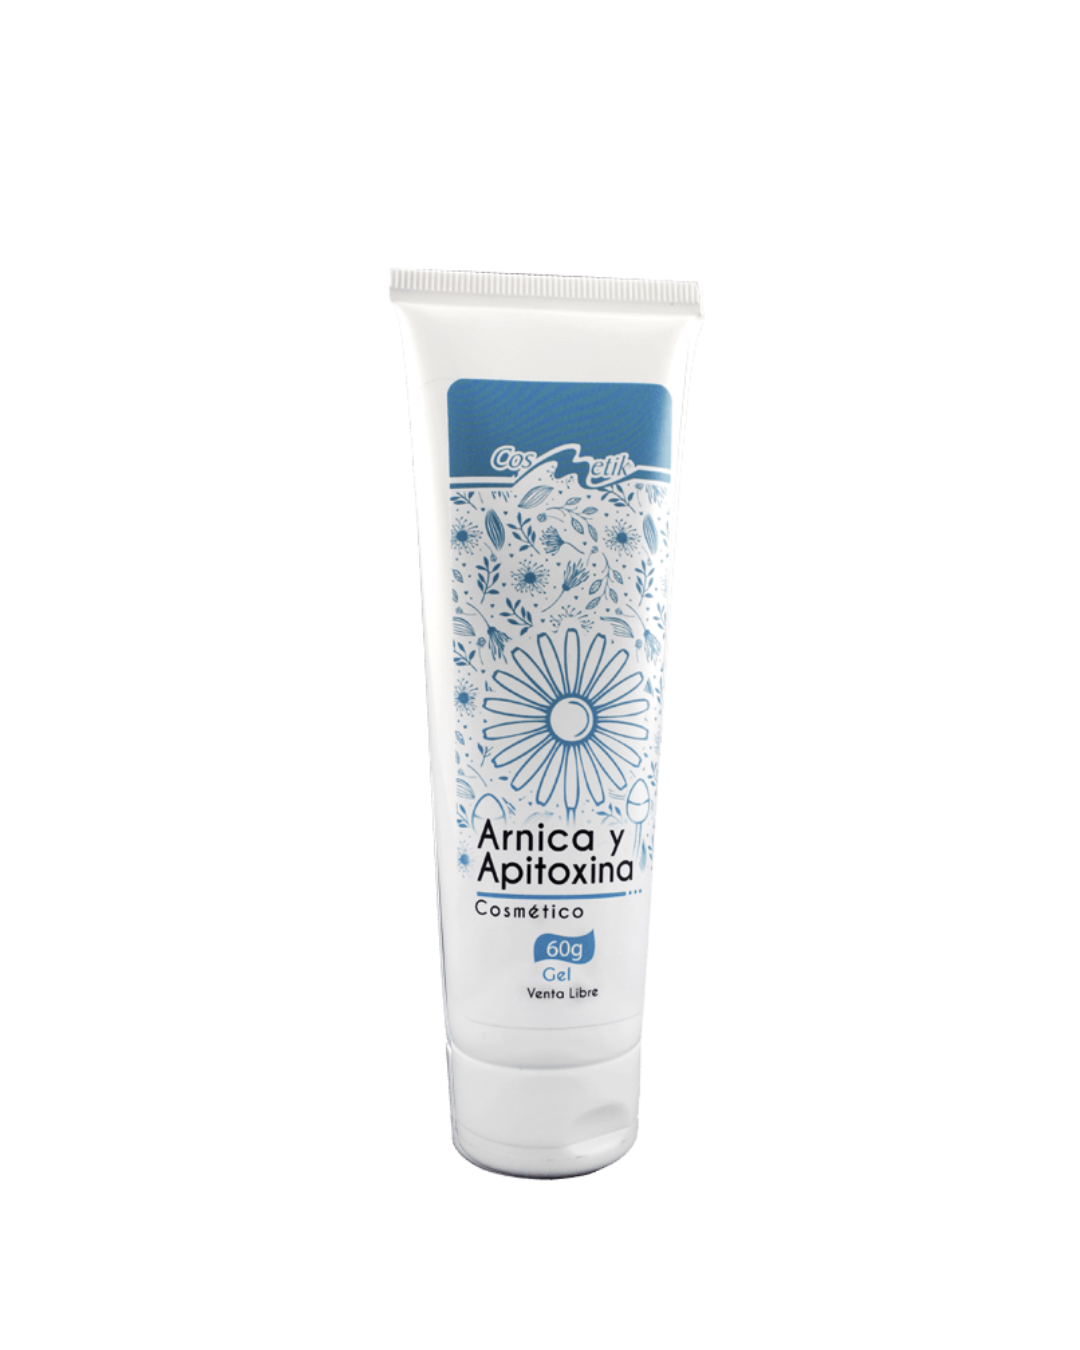 CosMetik
Arnica y
Apitoxina
Cosmético
60g
Gel
Venta Libre